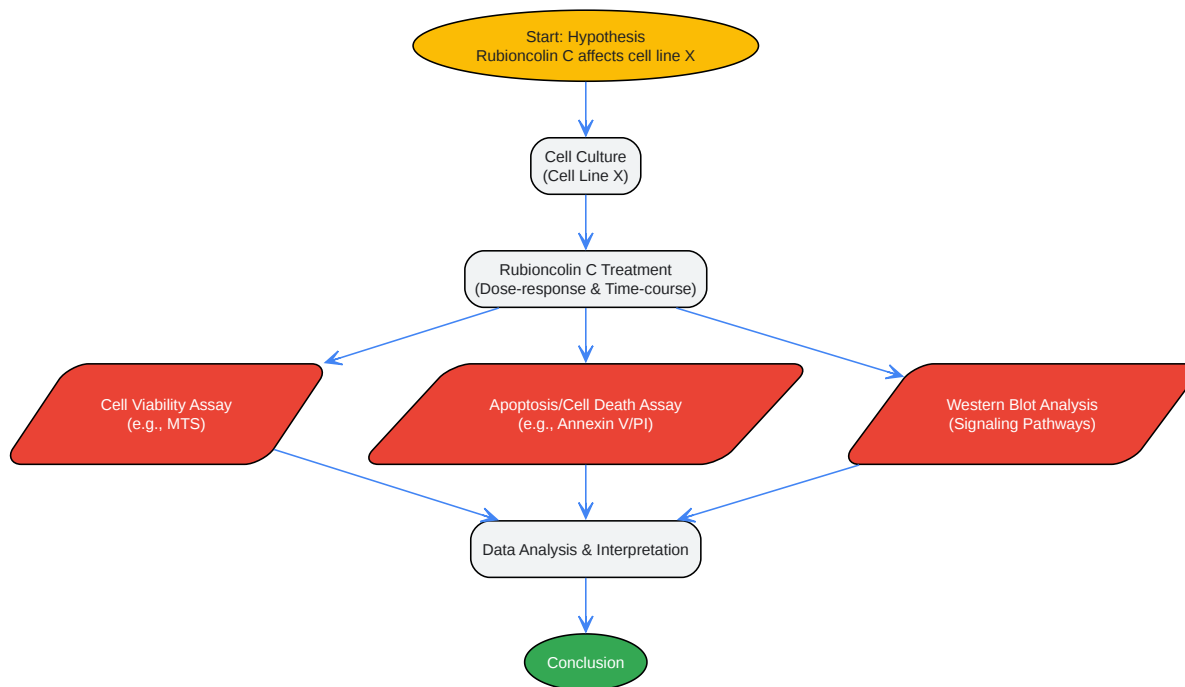 Start: Hypothesis
Rubioncolin C affects cell line X
Cell Culture
(Cell Line X)
Rubioncolin C Treatment
(Dose-response & Time-course)
Cell Viability Assay
(e.g., MTS)
Apoptosis/Cell Death Assay
(e.g., Annexin V/PI)
Western Blot Analysis
(Signaling Pathways)
Data Analysis & Interpretation
Conclusion